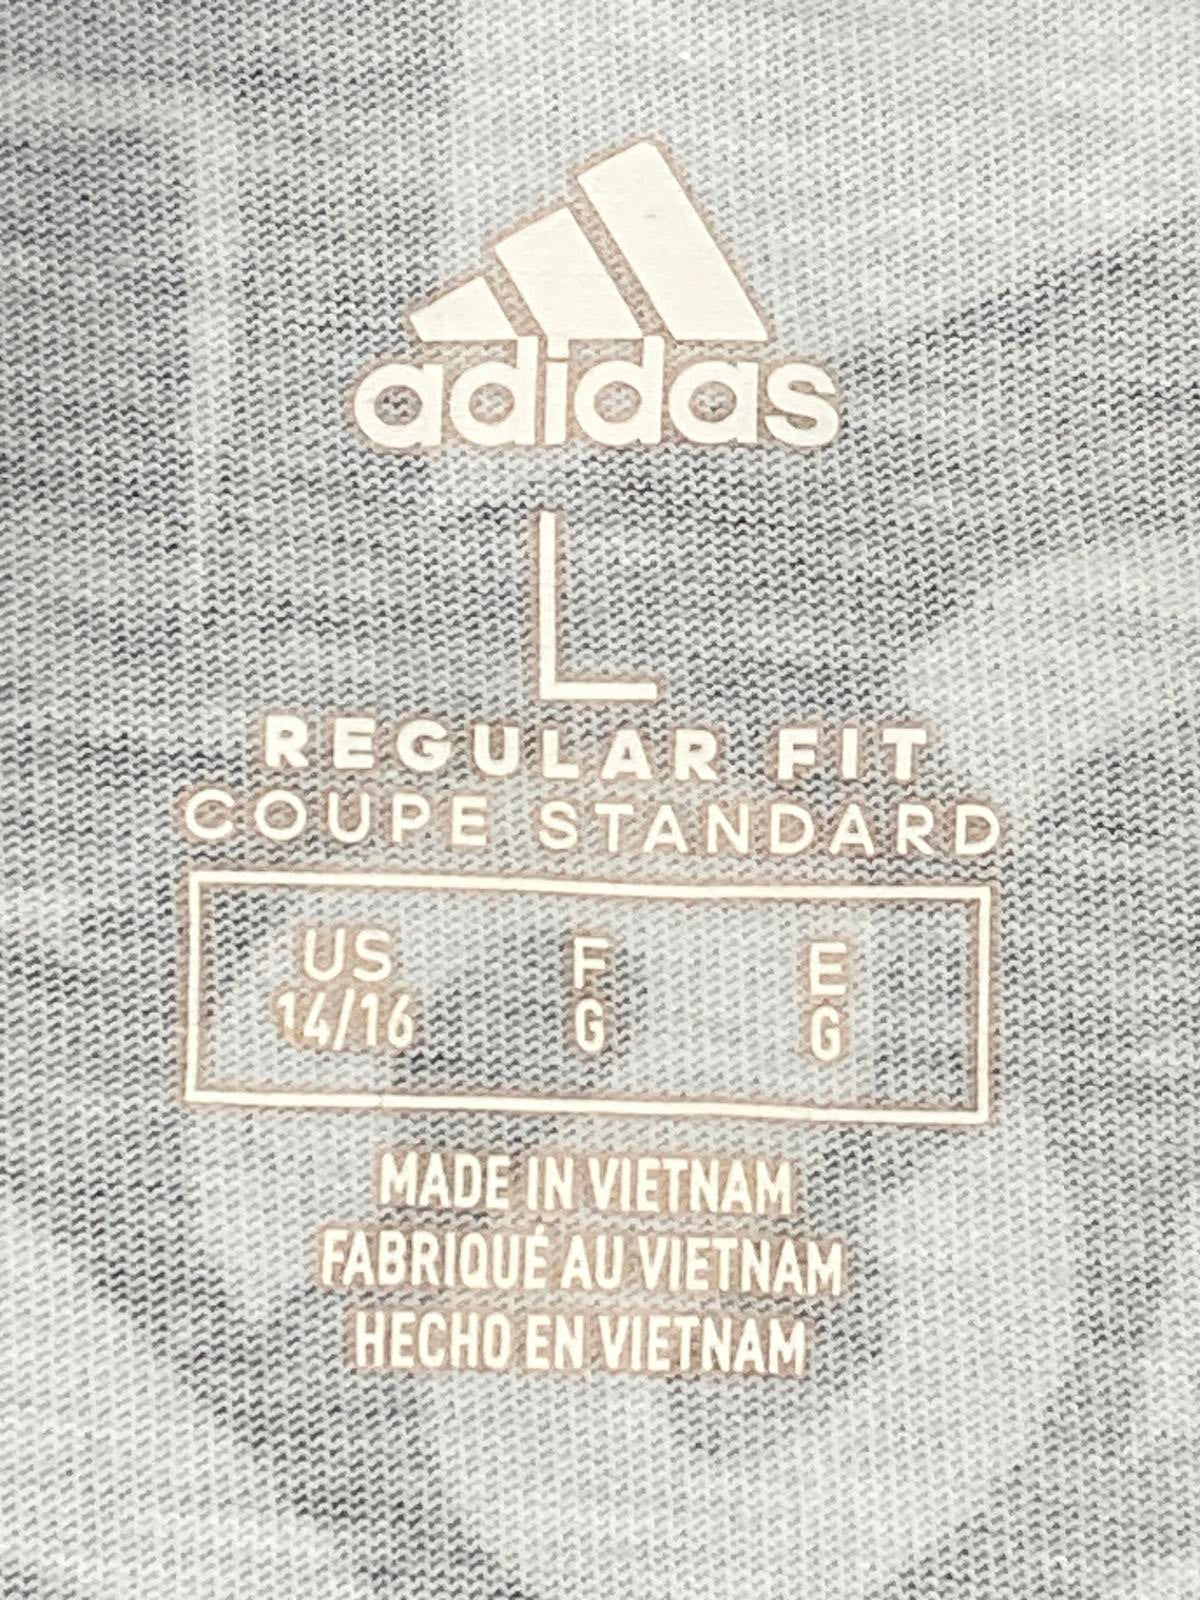 adidas
L
REGULAR FIT
COUPE STANDARD
US F E
14/16 G G
MADE IN VIETNAM
FABRIQUÉ AU VIETNAM
HECHO EN VIETNAM